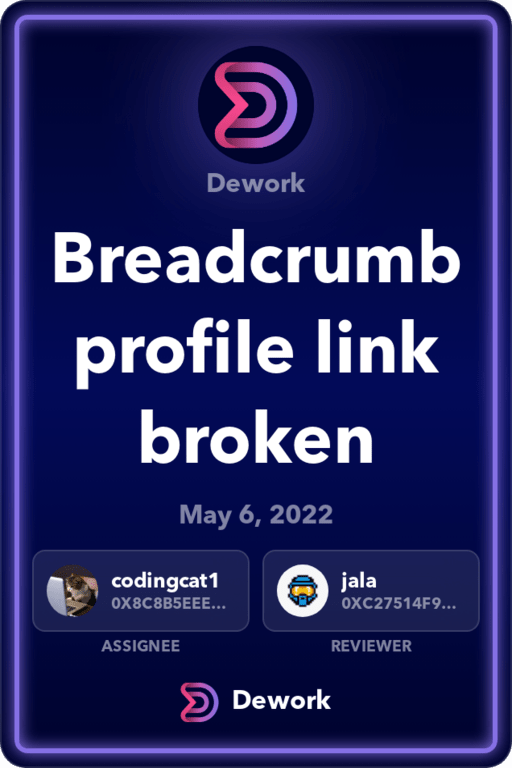 Dework
Breadcrumb
profile link
broken
May 6, 2022
codingcat1
0X8C8B5EEE...
ASSIGNEE
jala
0XC27514F9...
REVIEWER
Dework